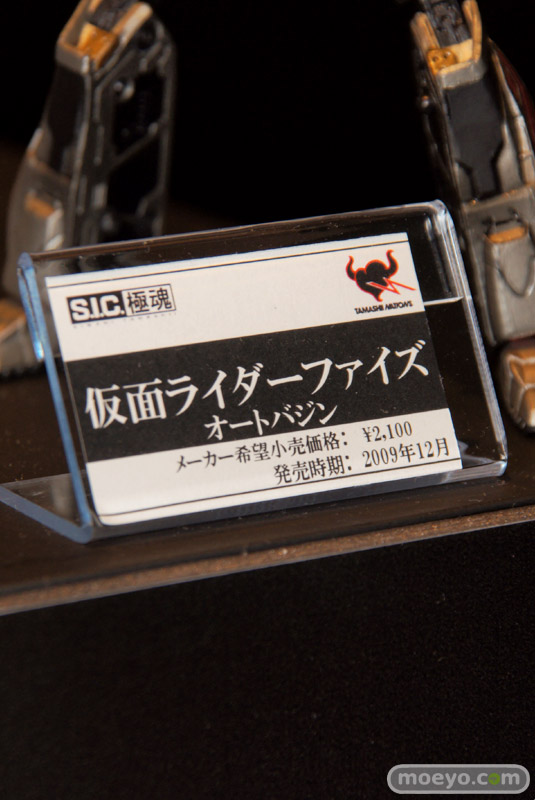 S.I.C.極魂
TAMASHII NATIONS
仮面ライダーファイズ
オートバジン
メーカー希望小売価格： ¥2,100
発売時期： 2009年12月
moeyo.com